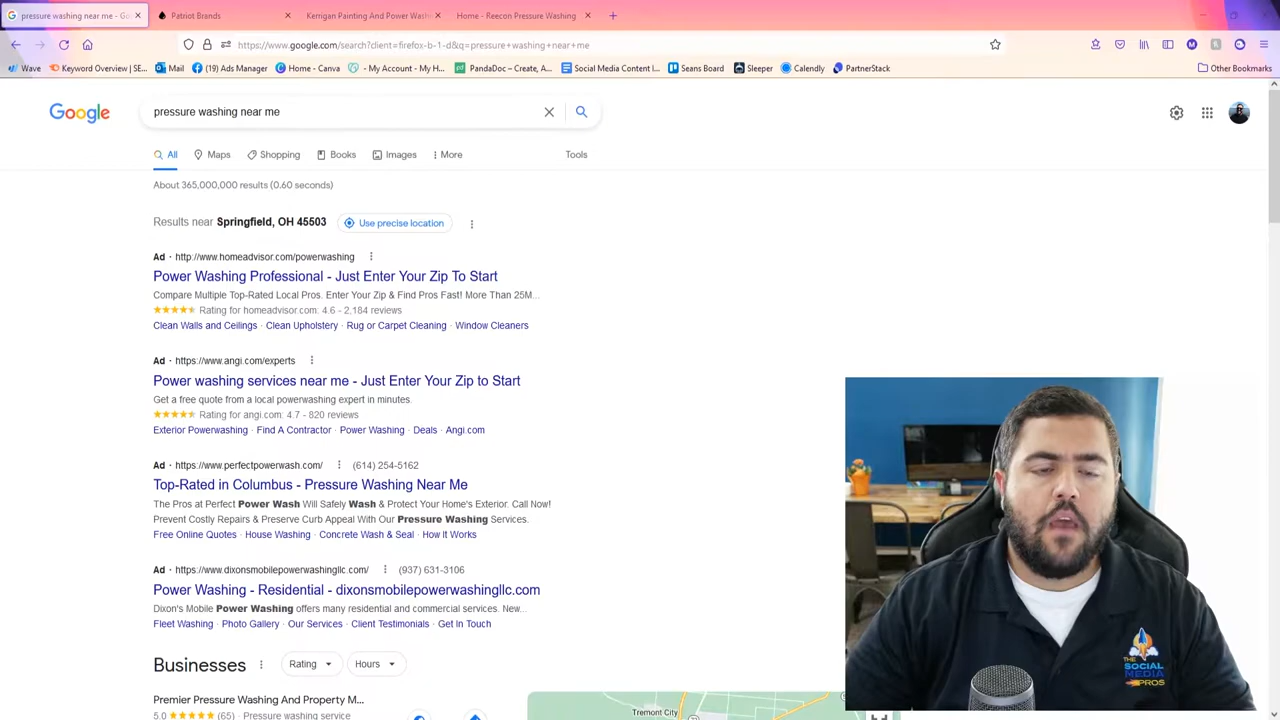 pressure washing near me - Go
Patriot Brands
Kerrigan Painting And Power Wash
Home - Reecon Pressure Washing
https://www.google.com/search?client=firefox-b-1-d&q=pressure+washing+near+me
Wave
Keyword Overview | SE...
Mail
(19) Ads Manager
Home - Canva
- My Account - My H...
PandaDoc – Create, A...
Social Media Content I...
Seans Board
Sleeper
Calendly
PartnerStack
Other Bookmarks
Google
pressure washing near me
All
Maps
Shopping
Books
Images
More
Tools
About 365,000,000 results (0.60 seconds)
Results near Springfield, OH 45503
Use precise location
Ad · http://www.homeadvisor.com/powerwashing
Power Washing Professional - Just Enter Your Zip To Start
Compare Multiple Top-Rated Local Pros. Enter Your Zip & Find Pros Fast! More Than 25M...
Rating for homeadvisor.com: 4.6 - 2,184 reviews
Clean Walls and Ceilings · Clean Upholstery · Rug or Carpet Cleaning · Window Cleaners
Ad · https://www.angi.com/experts
Power washing services near me - Just Enter Your Zip to Start
Get a free quote from a local powerwashing expert in minutes.
Rating for angi.com: 4.7 - 820 reviews
Exterior Powerwashing · Find A Contractor · Power Washing · Deals · Angi.com
Ad · https://www.perfectpowerwash.com/ (614) 254-5162
Top-Rated in Columbus - Pressure Washing Near Me
The Pros at Perfect Power Wash Will Safely Wash & Protect Your Home's Exterior. Call Now!
Prevent Costly Repairs & Preserve Curb Appeal With Our Pressure Washing Services.
Free Online Quotes · House Washing · Concrete Wash & Seal · How It Works
Ad · https://www.dixonsmobilepowerwashingllc.com/ (937) 631-3106
Power Washing - Residential - dixonsmobilepowerwashingllc.com
Dixon's Mobile Power Washing offers many residential and commercial services. New...
Fleet Washing · Photo Gallery · Our Services · Client Testimonials · Get In Touch
Businesses
Rating
Hours
Premier Pressure Washing And Property M...
5.0 (65) · Pressure washing service
Tremont City
THE
SOCIAL
MEDIA
PROS